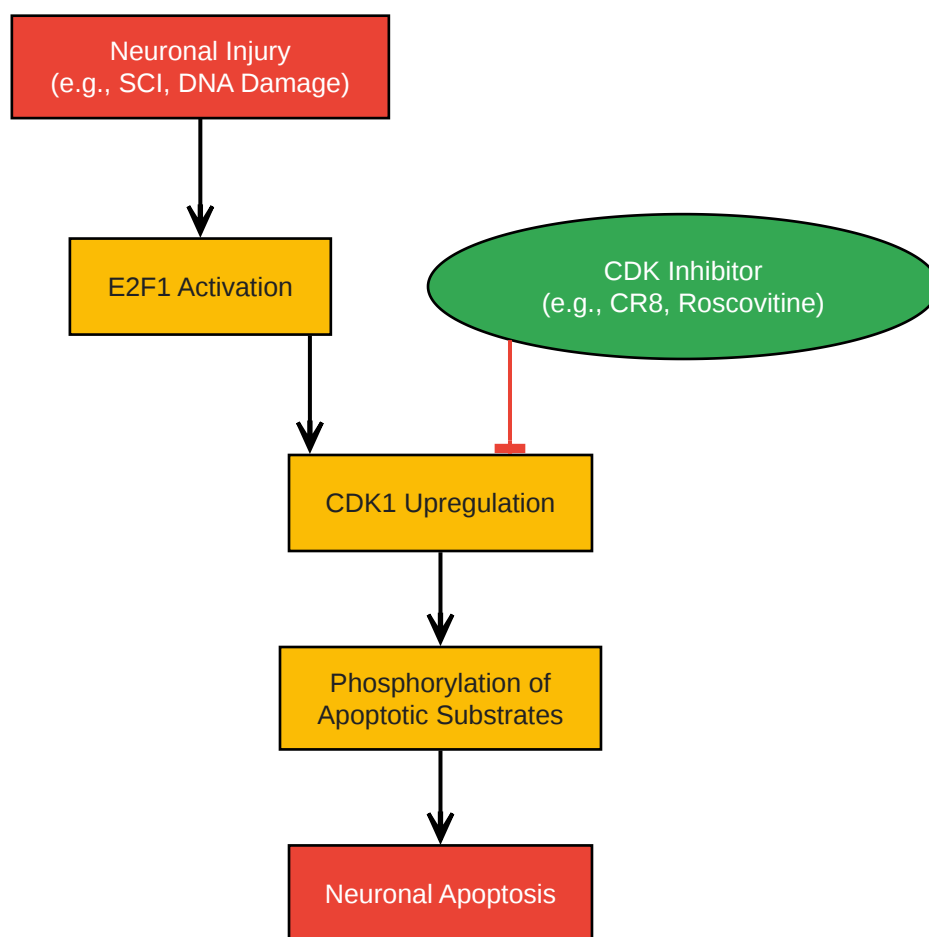 Neuronal Injury
(e.g., SCI, DNA Damage)
E2F1 Activation
CDK Inhibitor
(e.g., CR8, Roscovitine)
CDK1 Upregulation
Phosphorylation of
Apoptotic Substrates
Neuronal Apoptosis